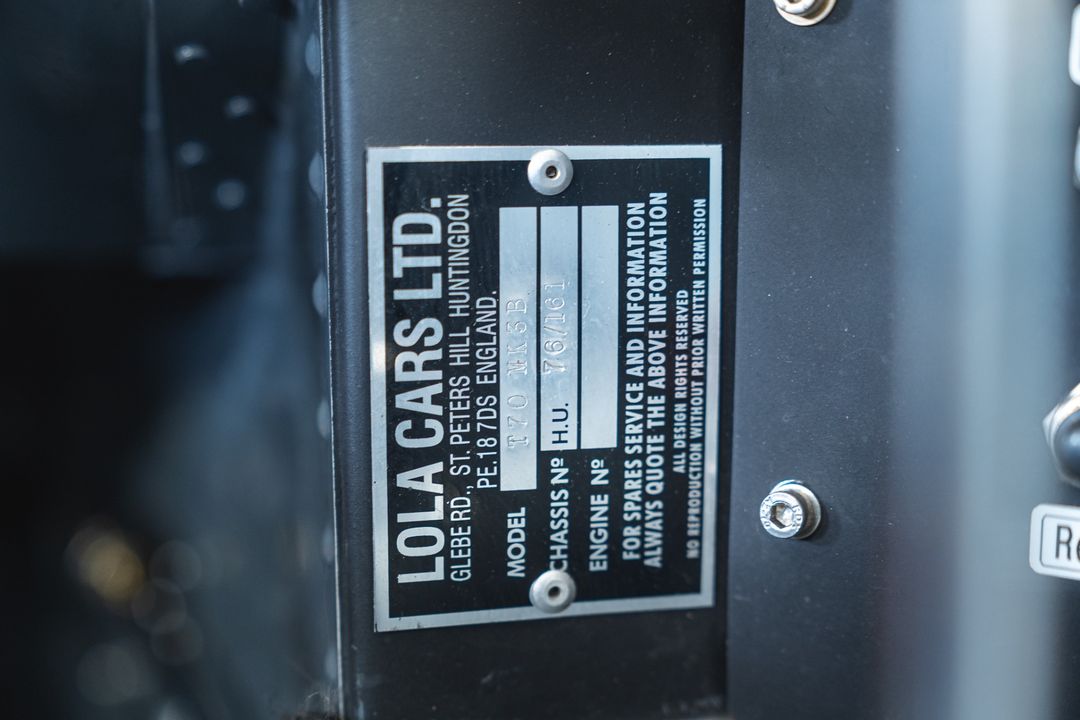 LOLA CARS LTD.
GLEBE RD., ST. PETERS HILL HUNTINGDON
PE.18 7DS ENGLAND.
MODEL T70 MK3B
CHASSIS Nº H.U. 76/161
ENGINE Nº
FOR SPARES SERVICE AND INFORMATION
ALWAYS QUOTE THE ABOVE INFORMATION
ALL DESIGN RIGHTS RESERVED
NO REPRODUCTION WITHOUT PRIOR WRITTEN PERMISSION